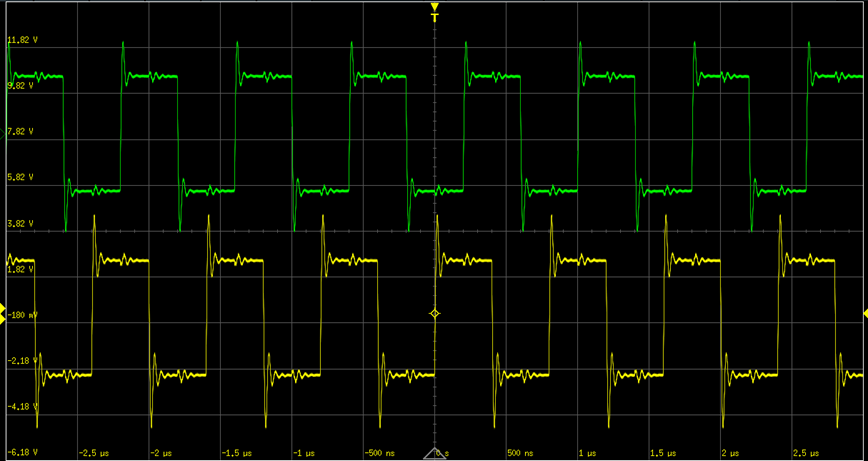 T
11.82 V
9.82 V
7.82 V
5.82 V
3.82 V
1.82 V
-180 mV
-2.18 V
-4.18 V
-6.18 V
-2.5 µs
-2 µs
-1.5 µs
-1 µs
-500 ns
0 s
500 ns
1 µs
1.5 µs
2 µs
2.5 µs